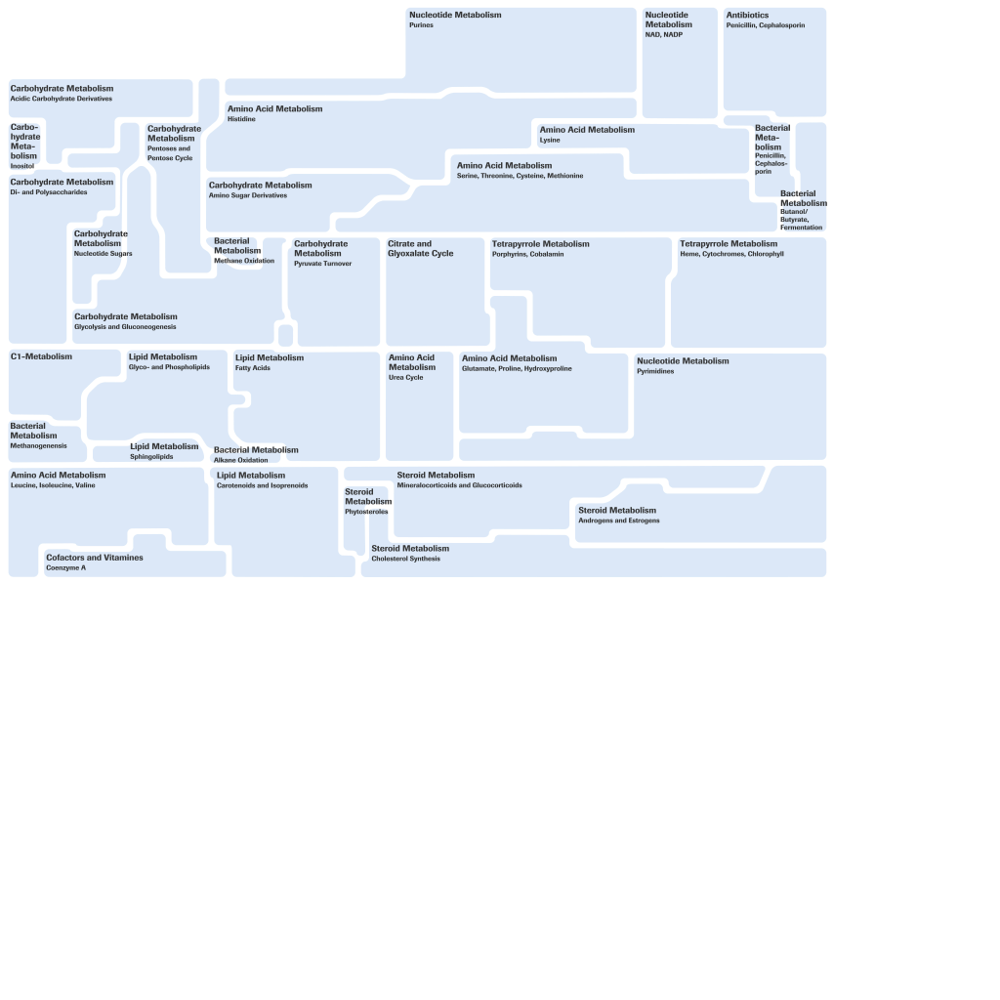 Nucleotide Metabolism
Purines
Nucleotide
Metabolism
NAD, NADP
Antibiotics
Penicillin, Cephalosporin
Carbohydrate Metabolism
Acidic Carbohydrate Derivatives
Amino Acid Metabolism
Histidine
Carbo-
hydrate
Meta-
bolism
Inositol
Carbohydrate
Metabolism
Pentoses and
Pentose Cycle
Amino Acid Metabolism
Lysine
Bacterial
Meta-
bolism
Penicillin,
Cephalos-
porin
Amino Acid Metabolism
Serine, Threonine, Cysteine, Methionine
Carbohydrate Metabolism
Di- and Polysaccharides
Carbohydrate Metabolism
Amino Sugar Derivatives
Bacterial
Metabolism
Butanol/
Butyrate,
Fermentation
Carbohydrate
Metabolism
Nucleotide Sugars
Bacterial
Metabolism
Methane Oxidation
Carbohydrate
Metabolism
Pyruvate Turnover
Citrate and
Glyoxalate Cycle
Tetrapyrrole Metabolism
Porphyrins, Cobalamin
Tetrapyrrole Metabolism
Heme, Cytochromes, Chlorophyll
Carbohydrate Metabolism
Glycolysis and Gluconeogenesis
C1-Metabolism
Lipid Metabolism
Glyco- and Phospholipids
Lipid Metabolism
Fatty Acids
Amino Acid
Metabolism
Urea Cycle
Amino Acid Metabolism
Glutamate, Proline, Hydroxyproline
Nucleotide Metabolism
Pyrimidines
Bacterial
Metabolism
Methanogenensis
Lipid Metabolism
Sphingolipids
Bacterial Metabolism
Alkane Oxidation
Amino Acid Metabolism
Leucine, Isoleucine, Valine
Lipid Metabolism
Carotenoids and Isoprenoids
Steroid Metabolism
Mineralocorticoids and Glucocorticoids
Steroid
Metabolism
Phytosteroles
Steroid Metabolism
Androgens and Estrogens
Cofactors and Vitamines
Coenzyme A
Steroid Metabolism
Cholesterol Synthesis